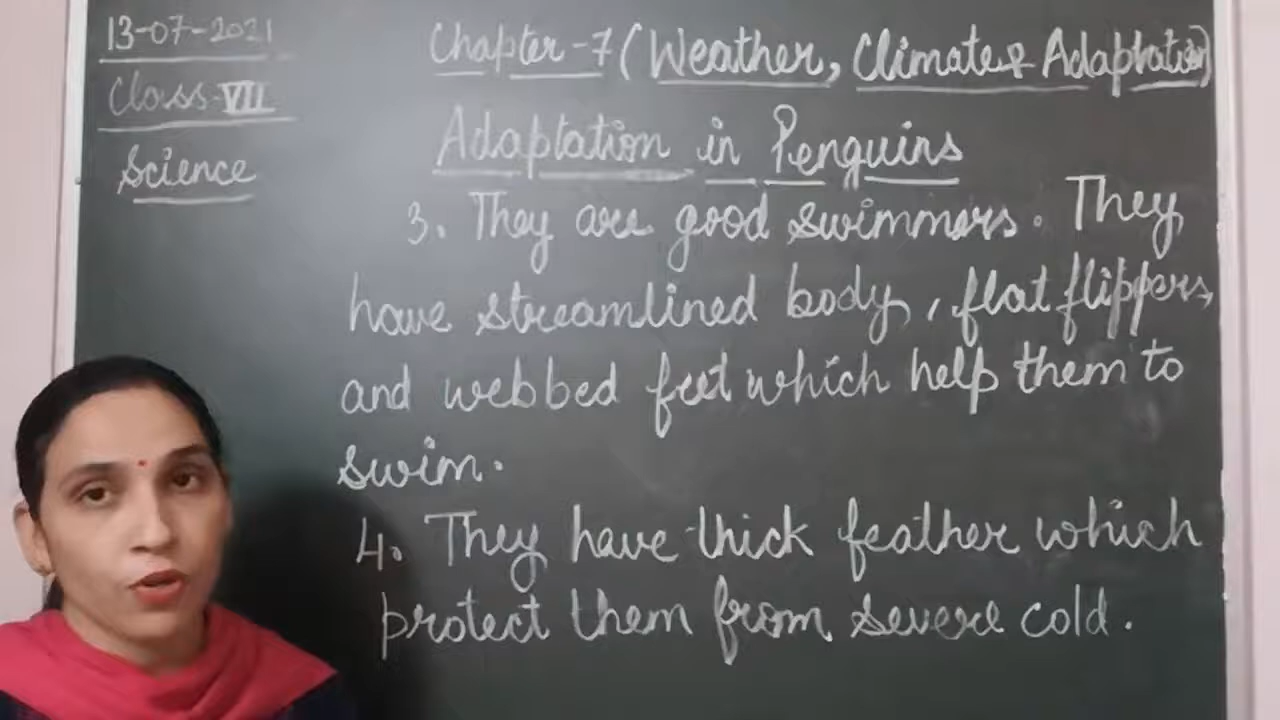 13-07-2021
Class-VII
Science
Chapter-7 (Weather, Climate & Adaptation)
Adaptation in Penguins
3. They are good swimmers. They
have streamlined body, flat flippers,
and webbed feet which help them to
swim.
4. They have thick feather which
protect them from severe cold.